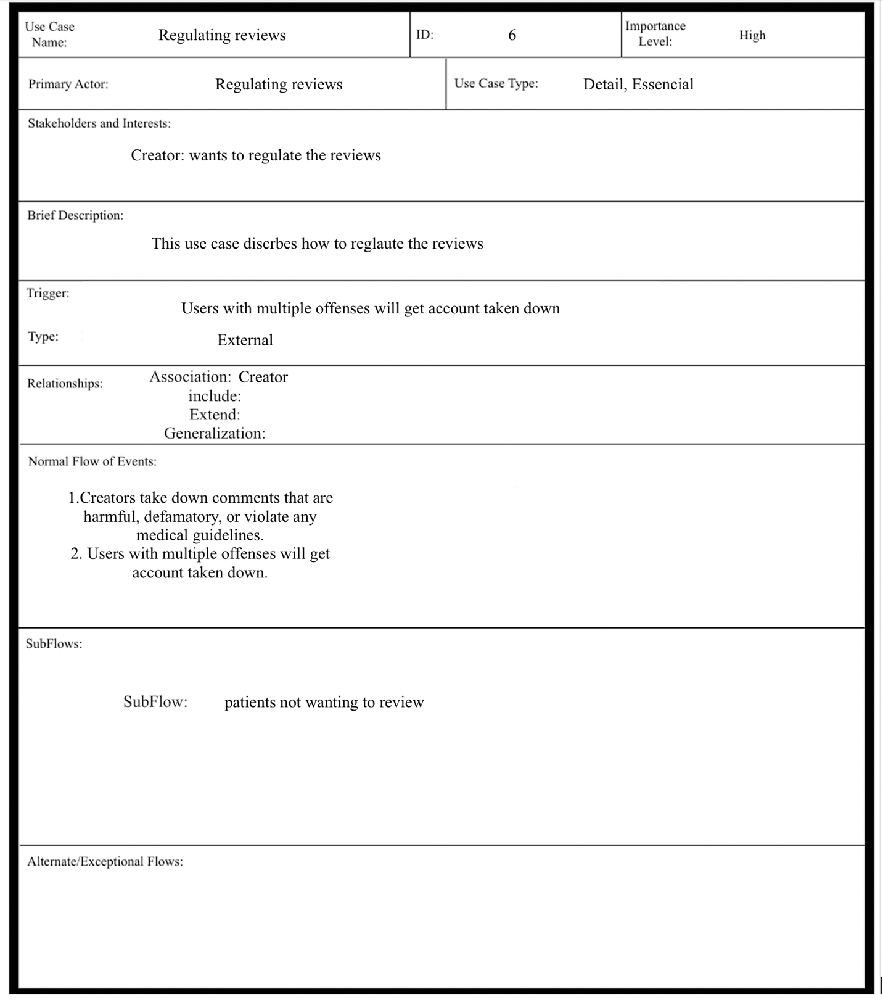 Use Case
Name:
Regulating reviews
ID:
6
Importance
Level:
High
Primary Actor:
Regulating reviews
Use Case Type:
Detail, Essencial
Stakeholders and Interests:
Creator: wants to regulate the reviews
Brief Description:
This use case discrbes how to reglaute the reviews
Trigger:
Users with multiple offenses will get account taken down
Type:
External
Relationships:
Association: Creator
include:
Extend:
Generalization:
Normal Flow of Events:
1.Creators take down comments that are
harmful, defamatory, or violate any
medical guidelines.
2. Users with multiple offenses will get
account taken down.
SubFlows:
SubFlow: patients not wanting to review
Alternate/Exceptional Flows: